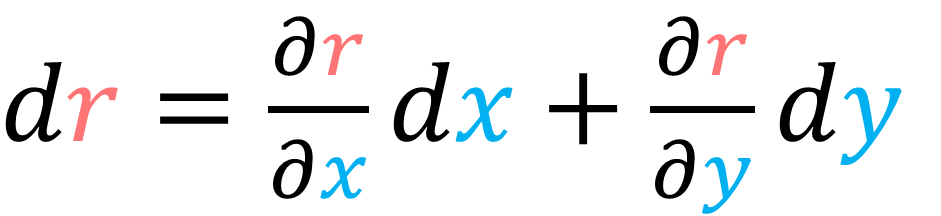 dr = ∂r/∂x dx + ∂r/∂y dy